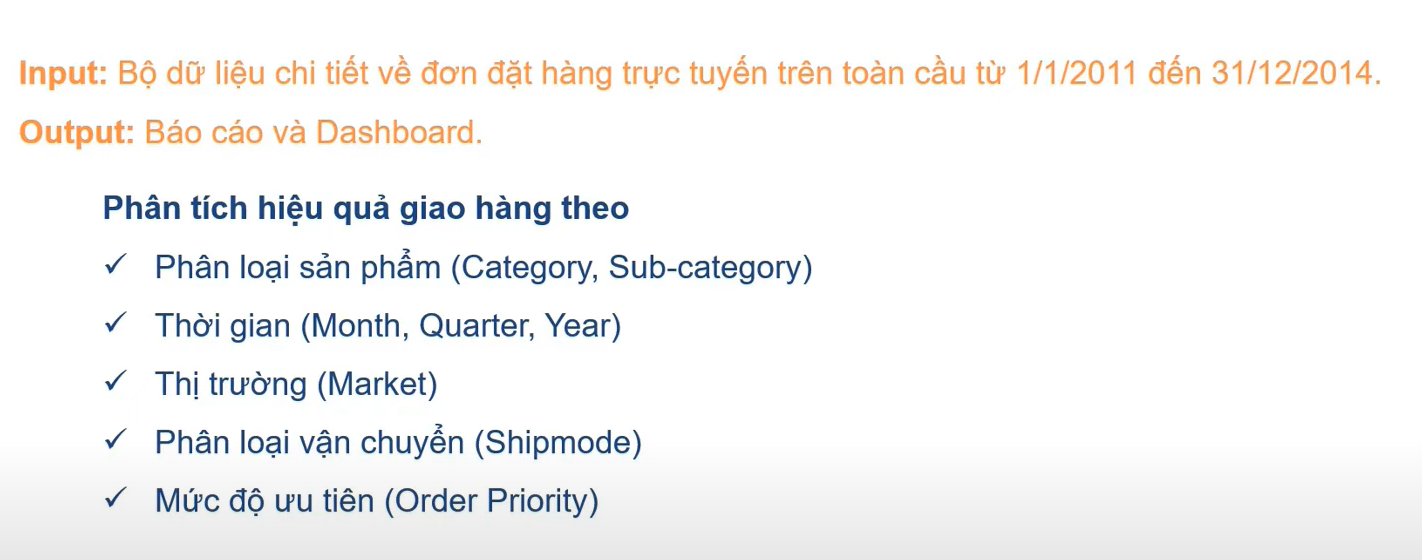 Input: Bộ dữ liệu chi tiết về đơn đặt hàng trực tuyến trên toàn cầu từ 1/1/2011 đến 31/12/2014.
Output: Báo cáo và Dashboard.
Phân tích hiệu quả giao hàng theo
✓ Phân loại sản phẩm (Category, Sub-category)
✓ Thời gian (Month, Quarter, Year)
✓ Thị trường (Market)
✓ Phân loại vận chuyển (Shipmode)
✓ Mức độ ưu tiên (Order Priority)